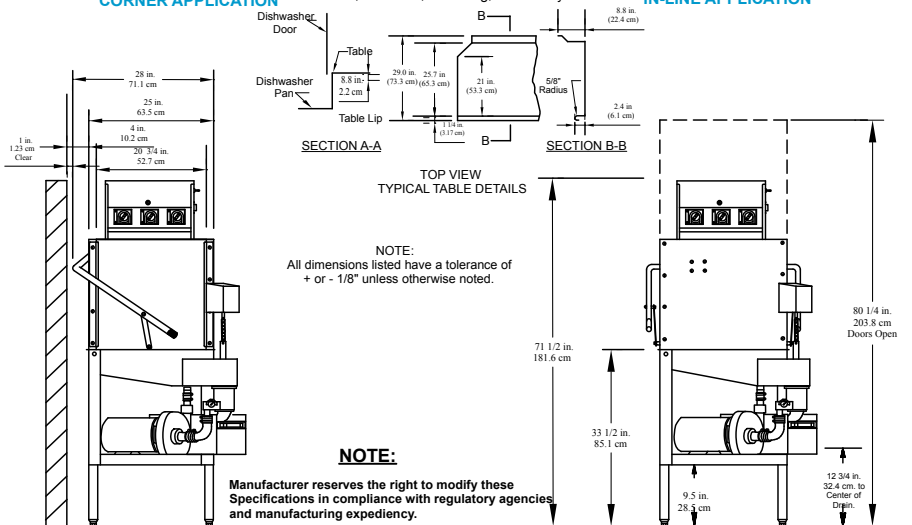 CORNER APPLICATION
IN-LINE APPLICATION
Dishwasher
Door
Table
Dishwasher
Pan
8.8 in-
2.2 cm
Table Lip
SECTION A-A
29.0 in.
(73.3 cm)
25.7 in
(65.3 cm)
21 in
(53.3 cm)
1 1/4 in
(3.17 cm)
B
B
8.8 in.
(22.4 cm)
5/8"
Radius
2.4 in
(6.1 cm)
SECTION B-B
TOP VIEW
TYPICAL TABLE DETAILS
28 in.
71.1 cm
25 in.
63.5 cm
4 in.
10.2 cm
20 3/4 in.
52.7 cm
1 in.
1.23 cm
Clear
NOTE:
All dimensions listed have a tolerance of
+ or - 1/8" unless otherwise noted.
71 1/2 in.
181.6 cm
80 1/4 in.
203.8 cm
Doors Open
33 1/2 in.
85.1 cm
9.5 in.
28.5 cm
12 3/4 in.
32.4 cm. to
Center of
Drain.
NOTE:
Manufacturer reserves the right to modify these
Specifications in compliance with regulatory agencies
and manufacturing expediency.